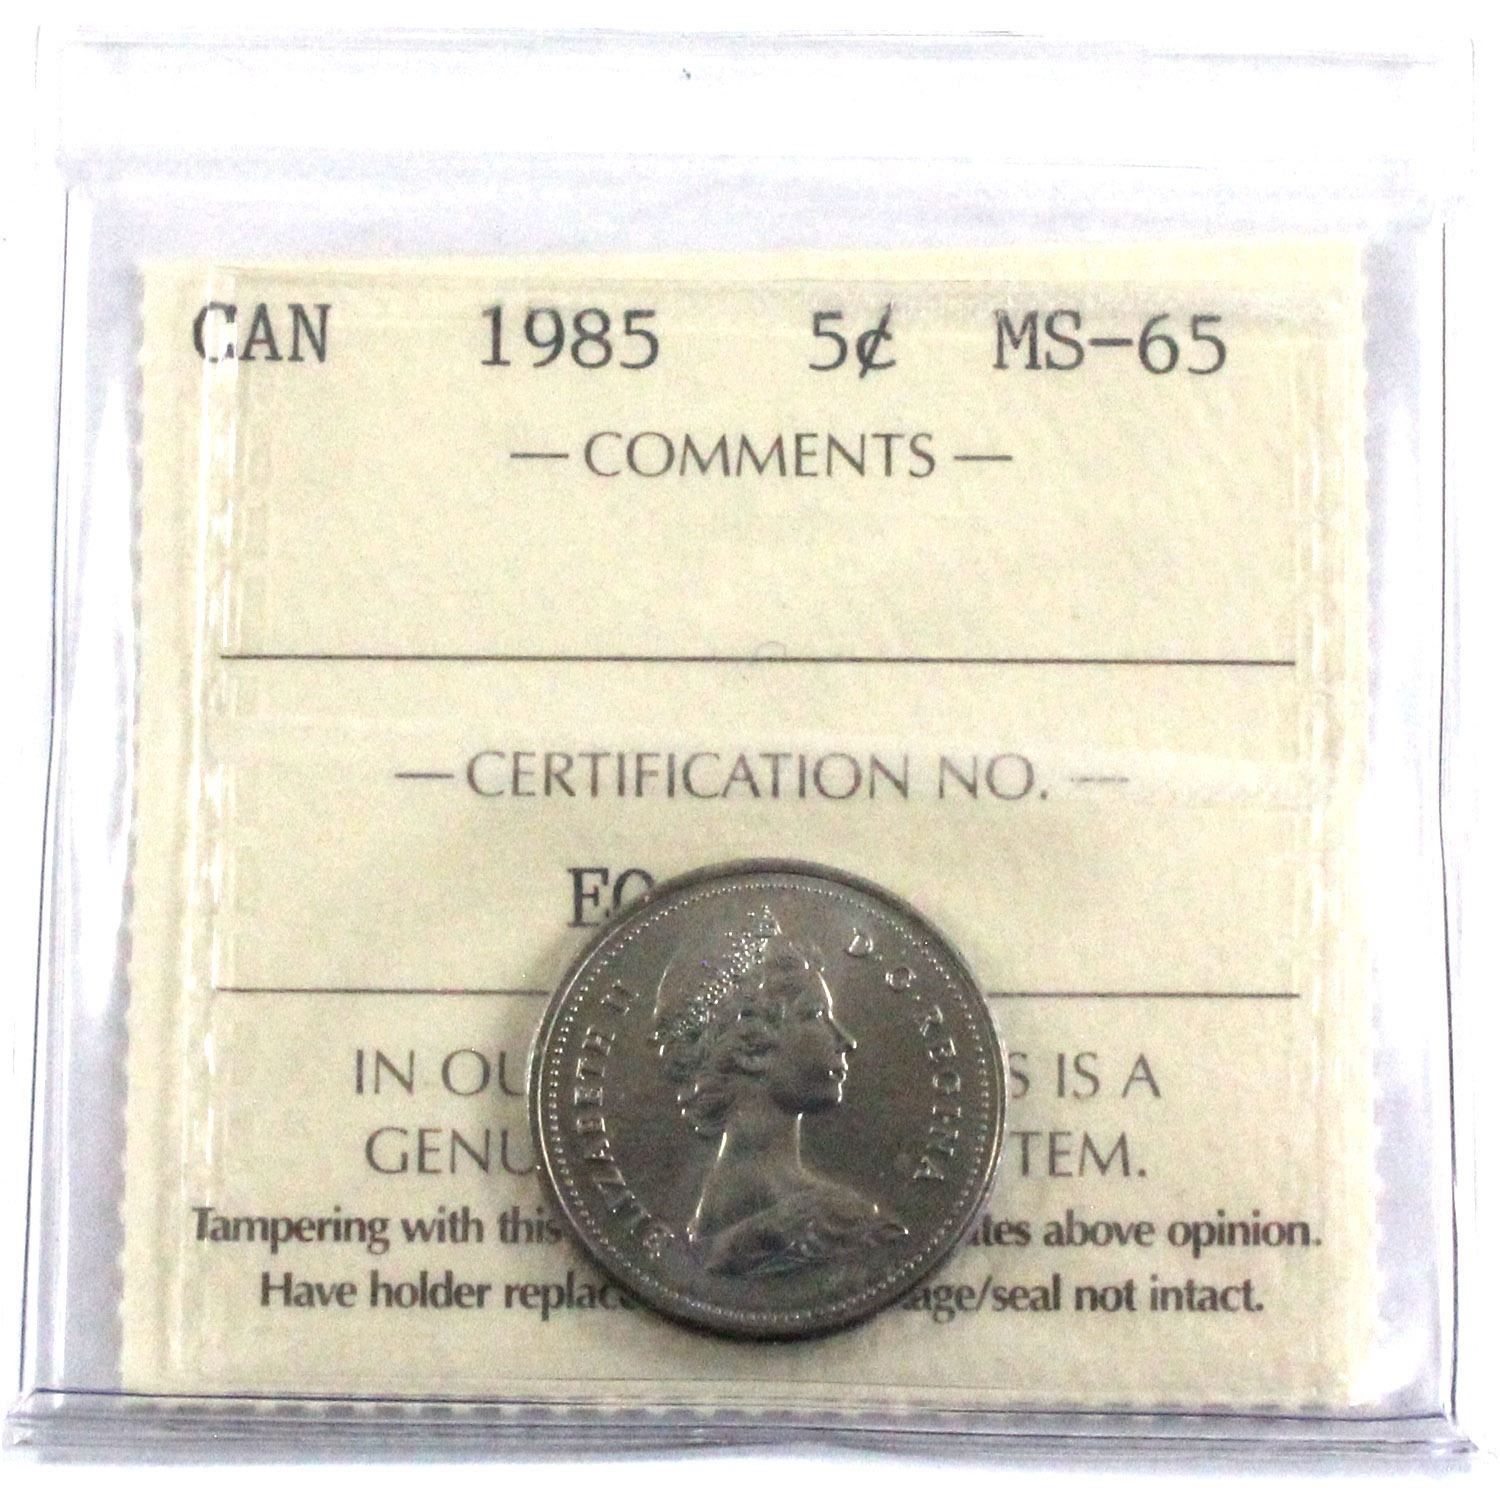 CAN 1985 5¢ MS-65
— COMMENTS —
— CERTIFICATION NO. —
ELIZABETH II D·G·REGINA
IN OU S IS A
GENU TEM.
Tampering with this ates above opinion.
Have holder replac age/seal not intact.